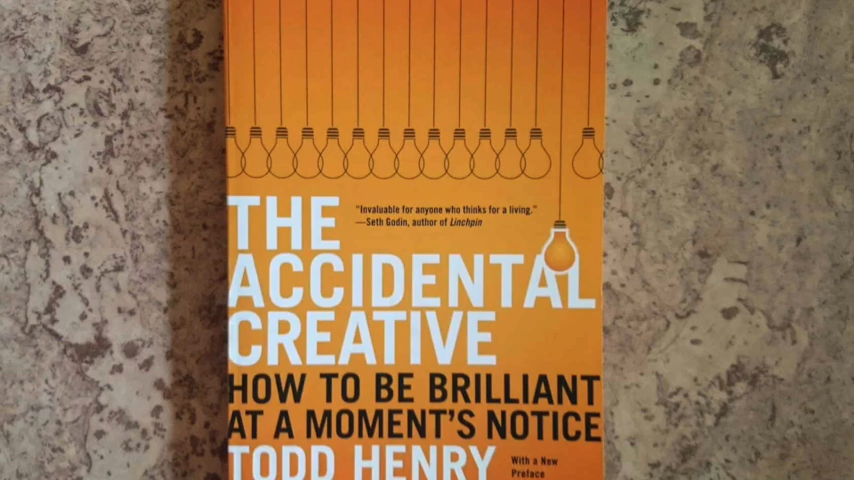 "Invaluable for anyone who thinks for a living."
—Seth Godin, author of Linchpin
THE
ACCIDENTAL
CREATIVE
HOW TO BE BRILLIANT
AT A MOMENT'S NOTICE
TODD HENRY
With a New
Preface